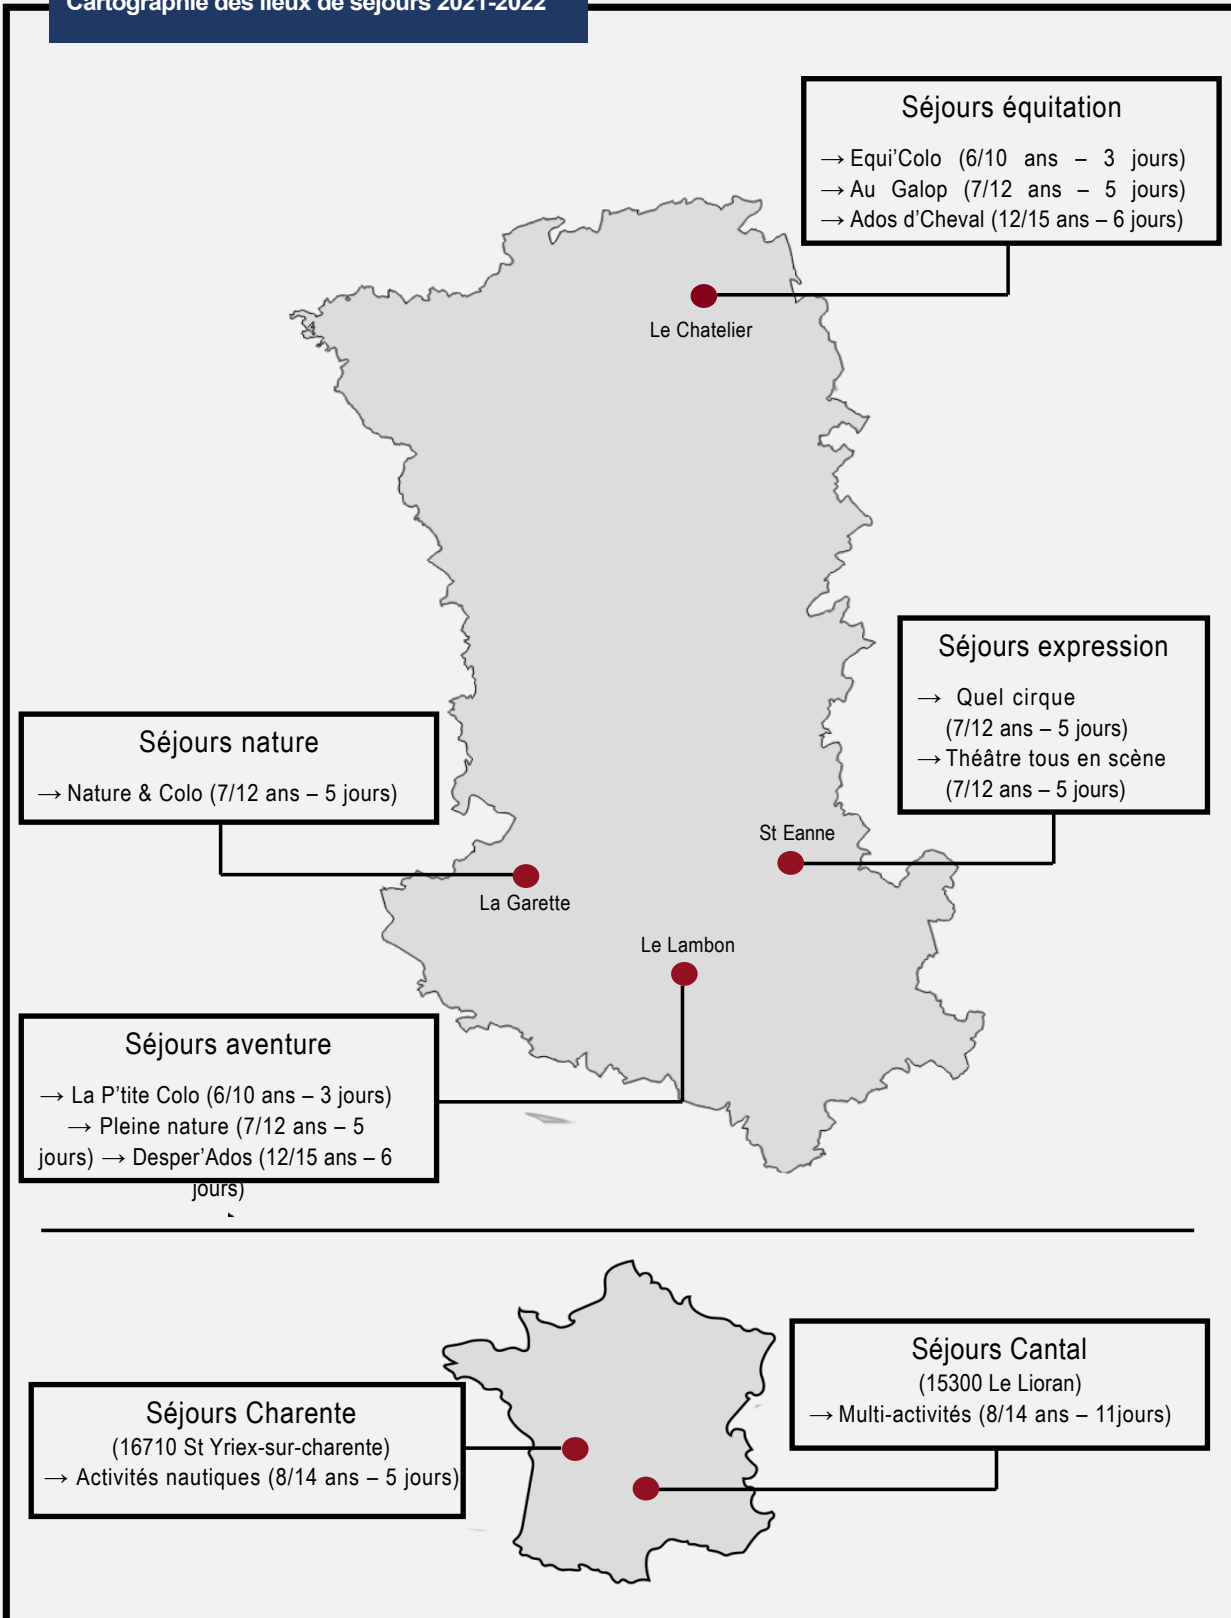 Cartographie des lieux de séjours 2021-2022
Séjours équitation
→ Equi’Colo (6/10 ans – 3 jours)
→ Au Galop (7/12 ans – 5 jours)
→ Ados d’Cheval (12/15 ans – 6 jours)
Le Chatelier
Séjours expression
→ Quel cirque
(7/12 ans – 5 jours)
→ Théâtre tous en scène
(7/12 ans – 5 jours)
St Eanne
Séjours nature
→ Nature & Colo (7/12 ans – 5 jours)
La Garette
Le Lambon
Séjours aventure
→ La P’tite Colo (6/10 ans – 3 jours)
→ Pleine nature (7/12 ans – 5
jours) → Desper’Ados (12/15 ans – 6
jours)
Séjours Cantal
(15300 Le Lioran)
→ Multi-activités (8/14 ans – 11jours)
Séjours Charente
(16710 St Yriex-sur-charente)
→ Activités nautiques (8/14 ans – 5 jours)